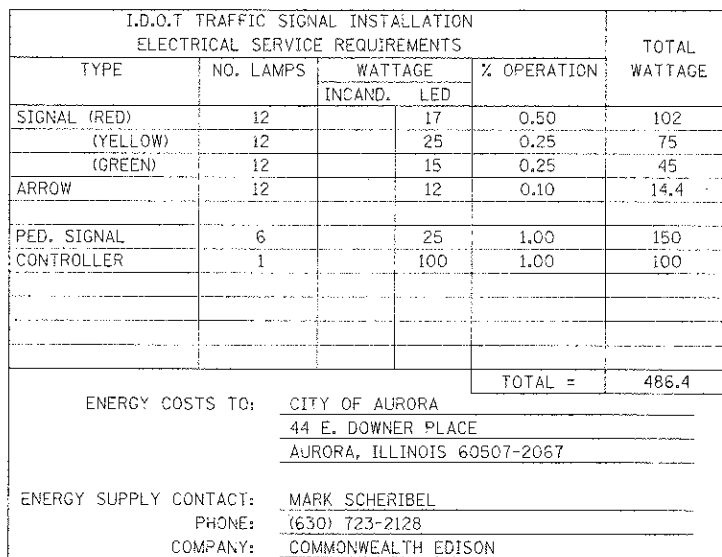 I.D.O.T TRAFFIC SIGNAL INSTALLATION
ELECTRICAL SERVICE REQUIREMENTS
TOTAL WATTAGE
TYPE NO. LAMPS WATTAGE % OPERATION
INCAND. LED
SIGNAL (RED) 12 17 0.50 102
(YELLOW) 12 25 0.25 75
(GREEN) 12 15 0.25 45
ARROW 12 12 0.10 14.4
PED. SIGNAL 6 25 1.00 150
CONTROLLER 1 100 1.00 100
TOTAL = 486.4
ENERGY COSTS TO: CITY OF AURORA
44 E. DOWNER PLACE
AURORA, ILLINOIS 60507-2067
ENERGY SUPPLY CONTACT: MARK SCHERIBEL
PHONE: (630) 723-2128
COMPANY: COMMONWEALTH EDISON